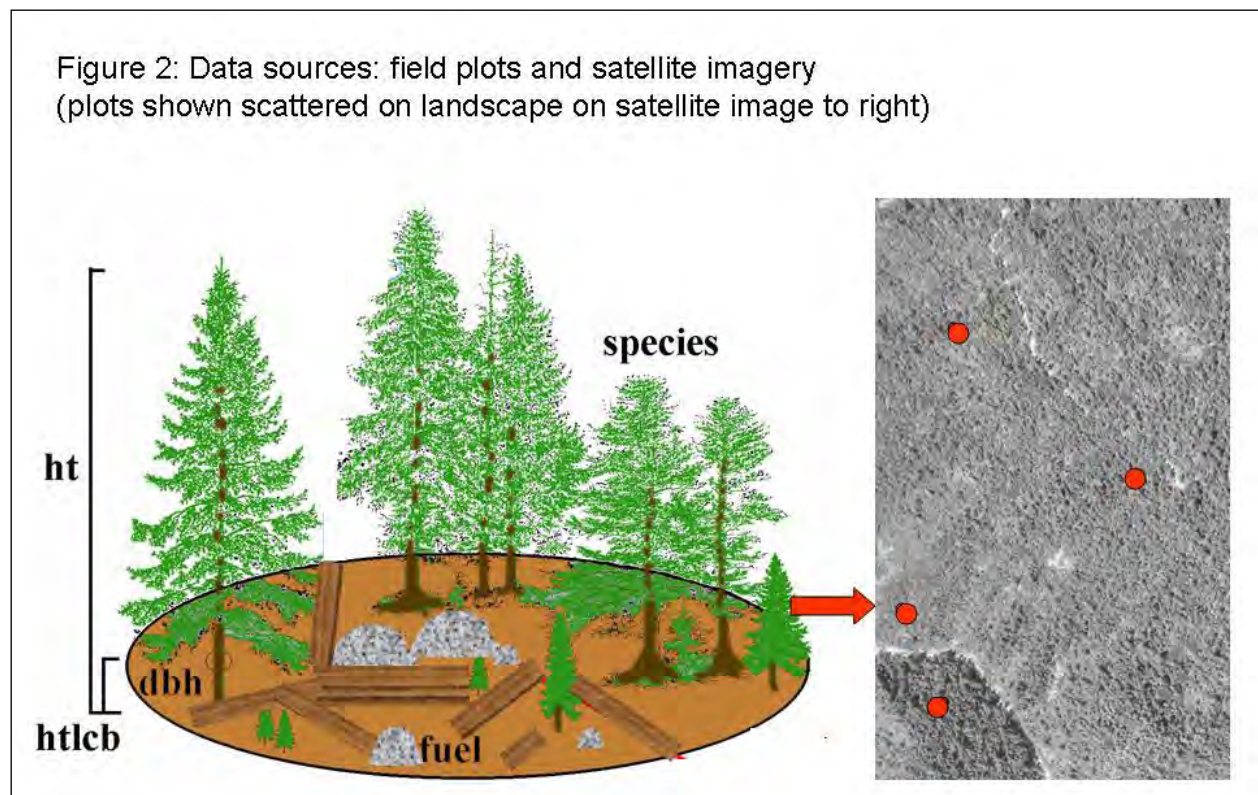 Figure 2: Data sources: field plots and satellite imagery
(plots shown scattered on landscape on satellite image to right)
species
ht
dbh
htlcb
fuel